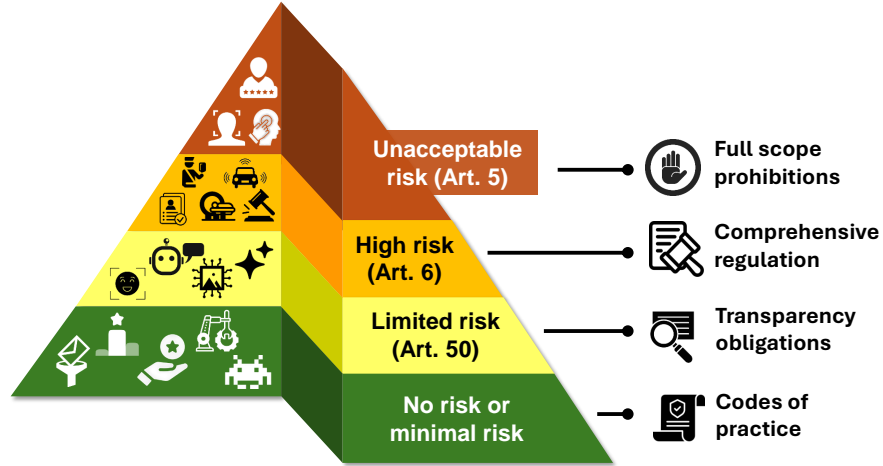 Unacceptable
risk (Art. 5)
Full scope
prohibitions
High risk
(Art. 6)
Comprehensive
regulation
Limited risk
(Art. 50)
Transparency
obligations
No risk or
minimal risk
Codes of
practice